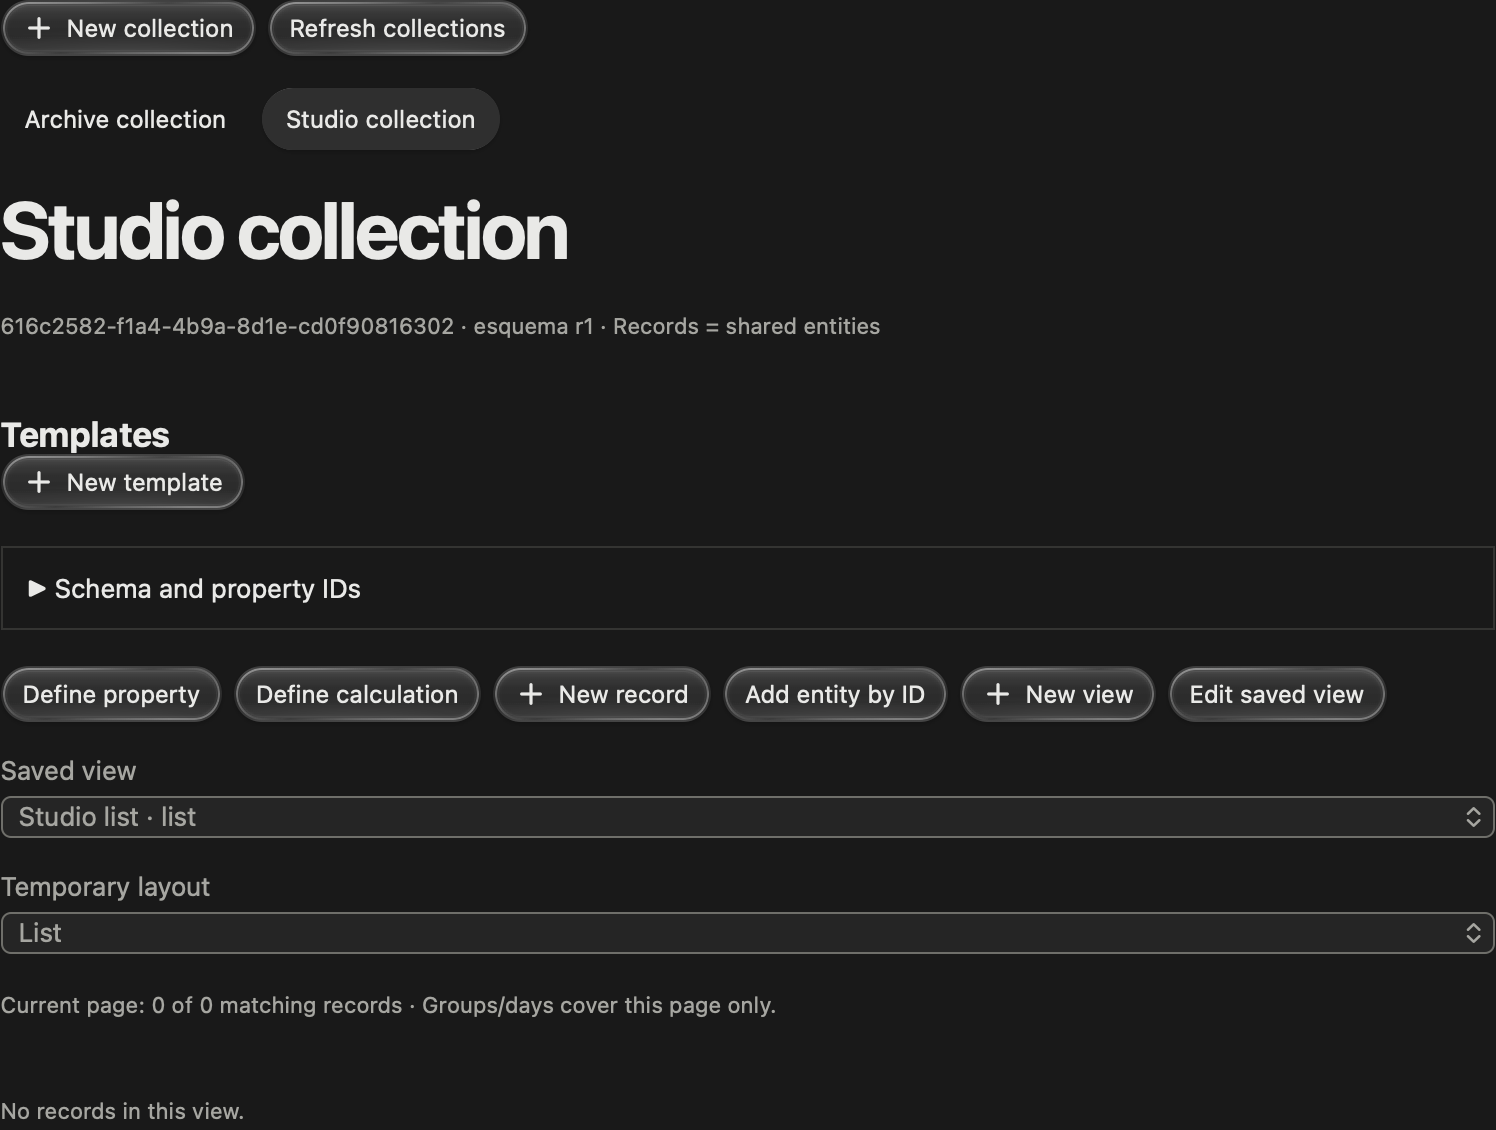 + New collection Refresh collections
Archive collection Studio collection
Studio collection
616c2582-f1a4-4b9a-8d1e-cd0f90816302 · esquema r1 · Records = shared entities
Templates
+ New template
▶ Schema and property IDs
Define property Define calculation + New record Add entity by ID + New view Edit saved view
Saved view
Studio list · list
Temporary layout
List
Current page: 0 of 0 matching records · Groups/days cover this page only.
No records in this view.